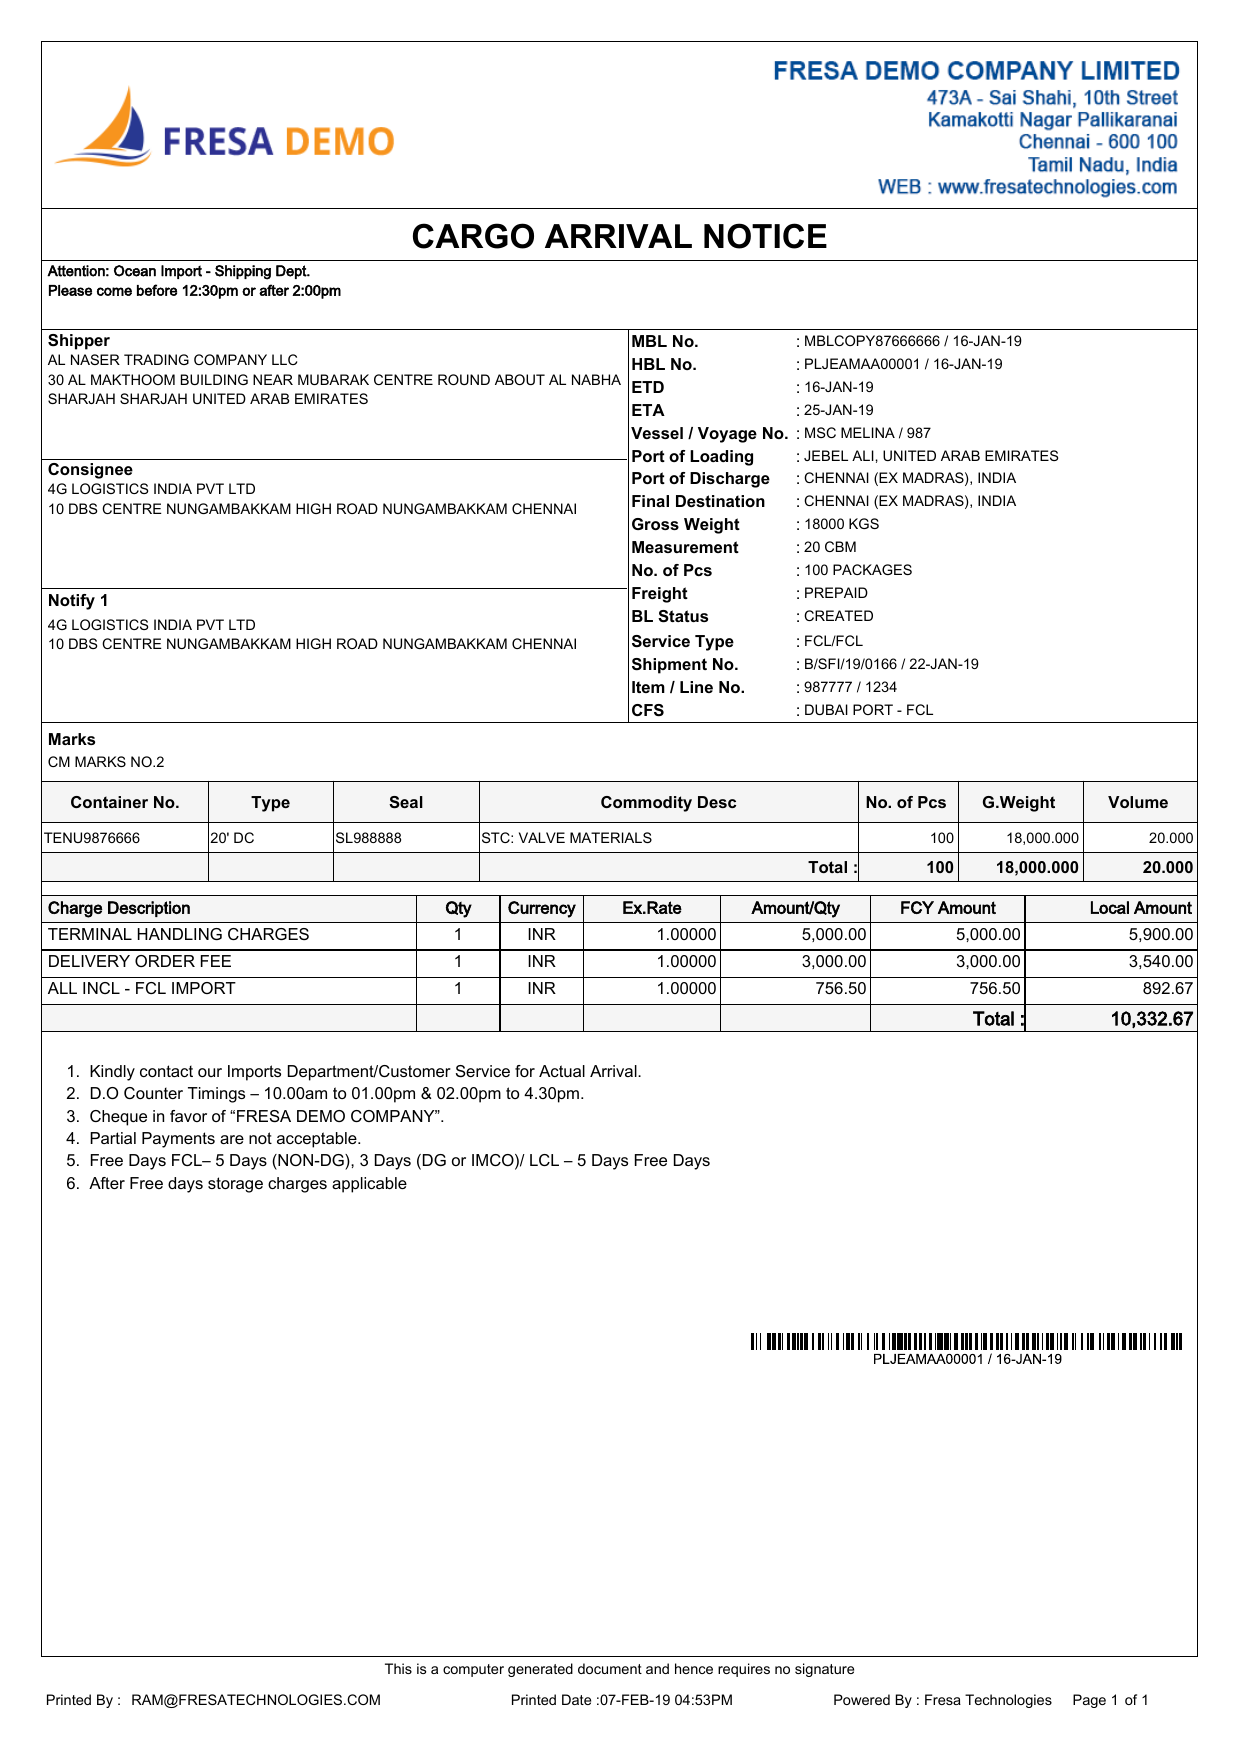 FRESA DEMO
FRESA DEMO COMPANY LIMITED
473A - Sai Shahi, 10th Street
Kamakotti Nagar Pallikaranai
Chennai - 600 100
Tamil Nadu, India
WEB : www.fresatechnologies.com
CARGO ARRIVAL NOTICE
Attention: Ocean Import - Shipping Dept.
Please come before 12:30pm or after 2:00pm
Shipper
AL NASER TRADING COMPANY LLC
30 AL MAKTHOOM BUILDING NEAR MUBARAK CENTRE ROUND ABOUT AL NABHA
SHARJAH SHARJAH UNITED ARAB EMIRATES
Consignee
4G LOGISTICS INDIA PVT LTD
10 DBS CENTRE NUNGAMBAKKAM HIGH ROAD NUNGAMBAKKAM CHENNAI
Notify 1
4G LOGISTICS INDIA PVT LTD
10 DBS CENTRE NUNGAMBAKKAM HIGH ROAD NUNGAMBAKKAM CHENNAI
MBL No. : MBLCOPY87666666 / 16-JAN-19
HBL No. : PLJEAMAA00001 / 16-JAN-19
ETD : 16-JAN-19
ETA : 25-JAN-19
Vessel / Voyage No. : MSC MELINA / 987
Port of Loading : JEBEL ALI, UNITED ARAB EMIRATES
Port of Discharge : CHENNAI (EX MADRAS), INDIA
Final Destination : CHENNAI (EX MADRAS), INDIA
Gross Weight : 18000 KGS
Measurement : 20 CBM
No. of Pcs : 100 PACKAGES
Freight : PREPAID
BL Status : CREATED
Service Type : FCL/FCL
Shipment No. : B/SFI/19/0166 / 22-JAN-19
Item / Line No. : 987777 / 1234
CFS : DUBAI PORT - FCL
Marks
CM MARKS NO.2
Container No. Type Seal Commodity Desc No. of Pcs G.Weight Volume
TENU9876666 20' DC SL988888 STC: VALVE MATERIALS 100 18,000.000 20.000
Total : 100 18,000.000 20.000
Charge Description Qty Currency Ex.Rate Amount/Qty FCY Amount Local Amount
TERMINAL HANDLING CHARGES 1 INR 1.00000 5,000.00 5,000.00 5,900.00
DELIVERY ORDER FEE 1 INR 1.00000 3,000.00 3,000.00 3,540.00
ALL INCL - FCL IMPORT 1 INR 1.00000 756.50 756.50 892.67
Total : 10,332.67
1. Kindly contact our Imports Department/Customer Service for Actual Arrival.
2. D.O Counter Timings – 10.00am to 01.00pm & 02.00pm to 4.30pm.
3. Cheque in favor of “FRESA DEMO COMPANY”.
4. Partial Payments are not acceptable.
5. Free Days FCL– 5 Days (NON-DG), 3 Days (DG or IMCO)/ LCL – 5 Days Free Days
6. After Free days storage charges applicable
PLJEAMAA00001 / 16-JAN-19
This is a computer generated document and hence requires no signature
Printed By : RAM@FRESATECHNOLOGIES.COM Printed Date :07-FEB-19 04:53PM Powered By : Fresa Technologies Page 1 of 1